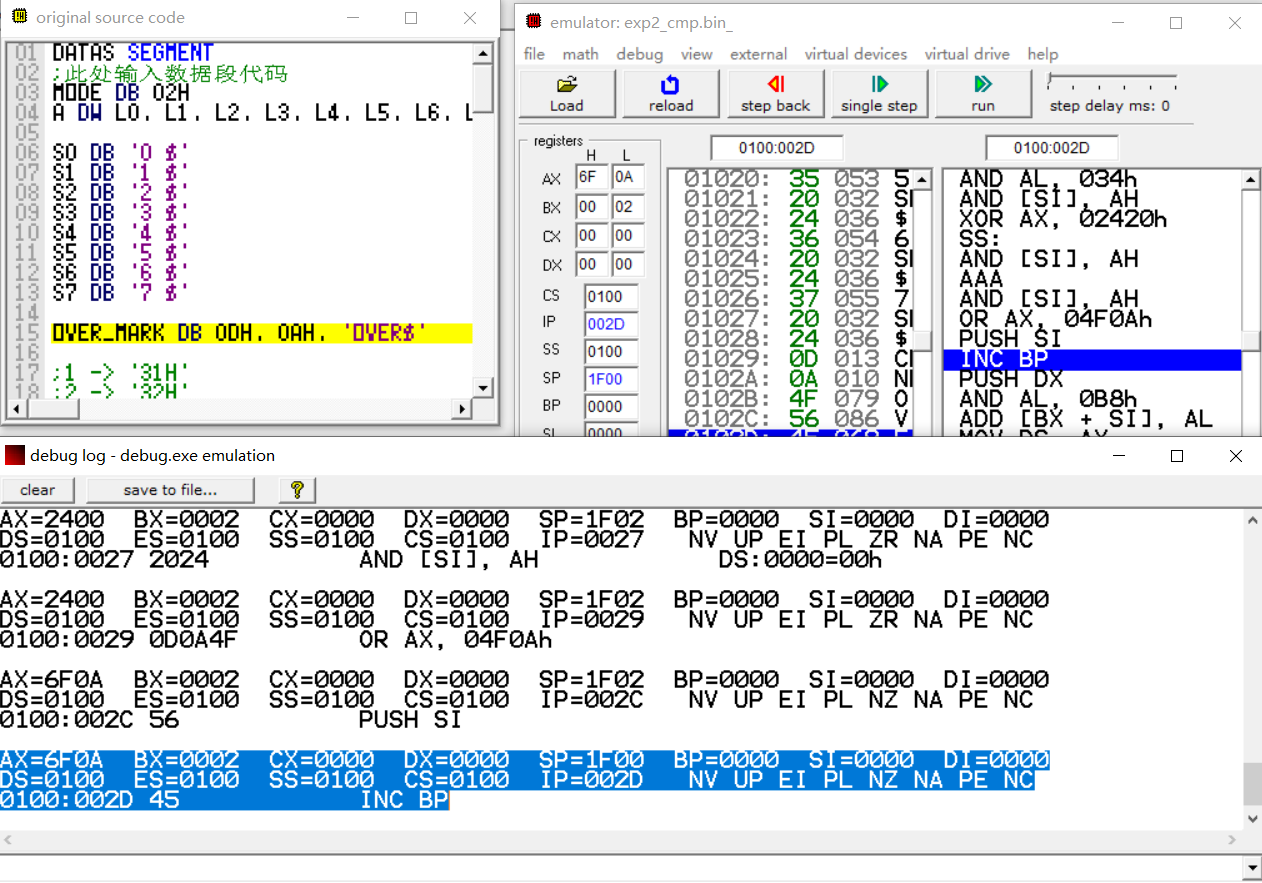 original source code
01 DATAS SEGMENT
02 ;此处输入数据段代码
03 MODE DB 02H
04 A DW L0, L1, L2, L3, L4, L5, L6, L
05
06 S0 DB '0 $'
07 S1 DB '1 $'
08 S2 DB '2 $'
09 S3 DB '3 $'
10 S4 DB '4 $'
11 S5 DB '5 $'
12 S6 DB '6 $'
13 S7 DB '7 $'
14
15 OVER_MARK DB 0DH, 0AH, 'OVER$'
16
17 ;1 -> '31H'
18 ;2 -> '32H'
emulator: exp2_cmp.bin_
file math debug view external virtual devices virtual drive help
Load reload step back single step run step delay ms: 0
registers
H L
AX 6F 0A
BX 00 02
CX 00 00
DX 00 00
CS 0100
IP 002D
SS 0100
SP 1F00
BP 0000
SI 0000
0100:002D
01020: 35 053 5
01021: 20 032 S
01022: 24 036 $
01023: 36 054 6
01024: 20 032 S
01025: 24 036 $
01026: 37 055 7
01027: 20 032 S
01028: 24 036 $
01029: 0D 013 C
0102A: 0A 010 N
0102B: 4F 079 O
0102C: 56 086 V
0102D: 45
0100:002D
AND AL, 034h
AND [SI], AH
XOR AX, 02420h
SS:
AND [SI], AH
AAA
AND [SI], AH
OR AX, 04F0Ah
PUSH SI
INC BP
PUSH DX
AND AL, 0B8h
ADD [BX + SI], AL
MOV DS, AX
debug log - debug.exe emulation
clear save to file... ?
AX=2400 BX=0002 CX=0000 DX=0000 SP=1F02 BP=0000 SI=0000 DI=0000
DS=0100 ES=0100 SS=0100 CS=0100 IP=0027 NV UP EI PL ZR NA PE NC
0100:0027 2024 AND [SI], AH DS:0000=00h
AX=2400 BX=0002 CX=0000 DX=0000 SP=1F02 BP=0000 SI=0000 DI=0000
DS=0100 ES=0100 SS=0100 CS=0100 IP=0029 NV UP EI PL ZR NA PE NC
0100:0029 0D0A4F OR AX, 04F0Ah
AX=6F0A BX=0002 CX=0000 DX=0000 SP=1F02 BP=0000 SI=0000 DI=0000
DS=0100 ES=0100 SS=0100 CS=0100 IP=002C NV UP EI PL NZ NA PE NC
0100:002C 56 PUSH SI
AX=6F0A BX=0002 CX=0000 DX=0000 SP=1F00 BP=0000 SI=0000 DI=0000
DS=0100 ES=0100 SS=0100 CS=0100 IP=002D NV UP EI PL NZ NA PE NC
0100:002D 45 INC BP